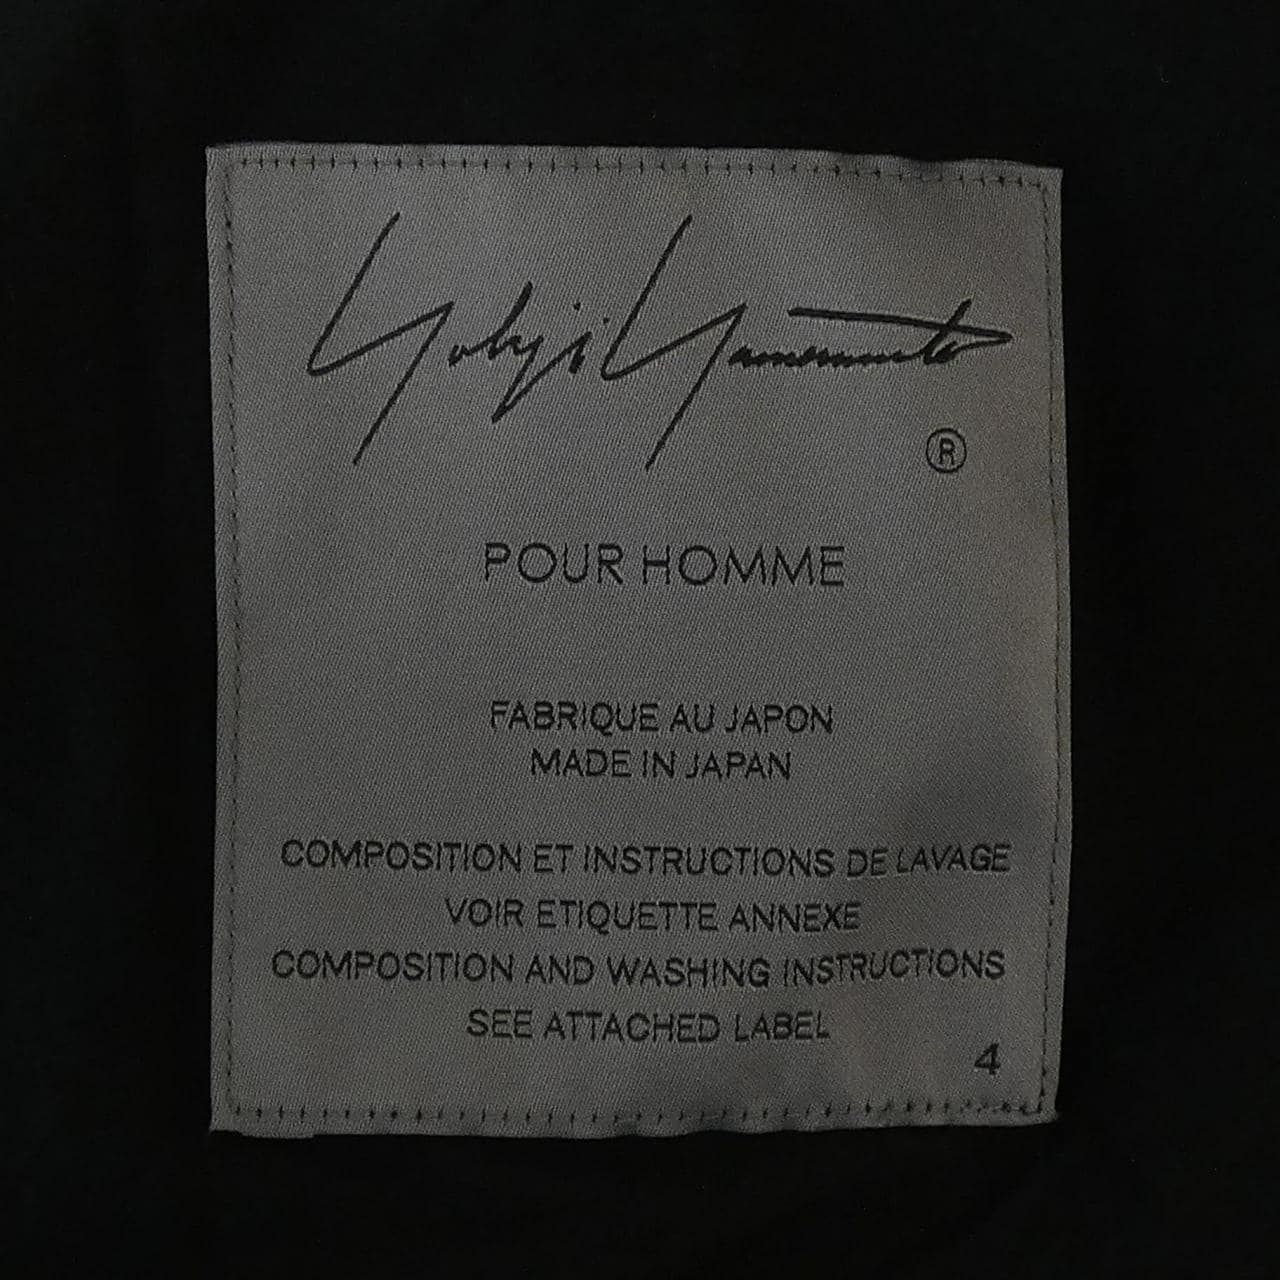 Yohji Yamamoto
®
POUR HOMME
FABRIQUE AU JAPON
MADE IN JAPAN
COMPOSITION ET INSTRUCTIONS DE LAVAGE
VOIR ETIQUETTE ANNEXE
COMPOSITION AND WASHING INSTRUCTIONS
SEE ATTACHED LABEL
4